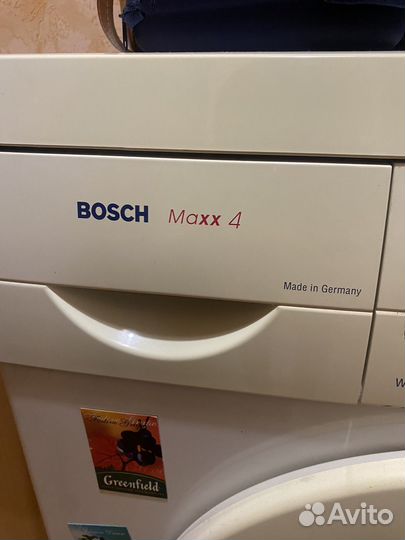 BOSCH Maxx 4
Made in Germany
W
Greenfield
Avito